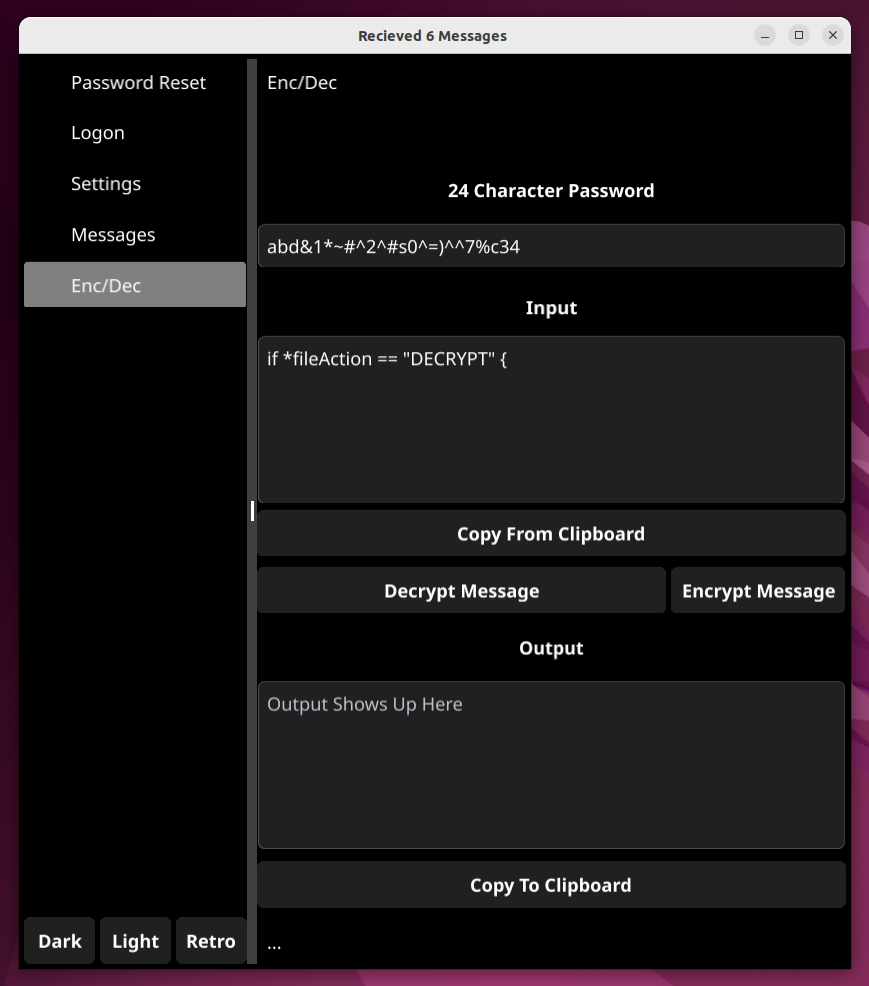 Recieved 6 Messages
Password Reset
Logon
Settings
Messages
Enc/Dec
Enc/Dec
24 Character Password
abd&1*~#^2^#s0^=)^^7%c34
Input
if *fileAction == "DECRYPT" {
Copy From Clipboard
Decrypt Message
Encrypt Message
Output
Output Shows Up Here
Copy To Clipboard
...
Dark
Light
Retro